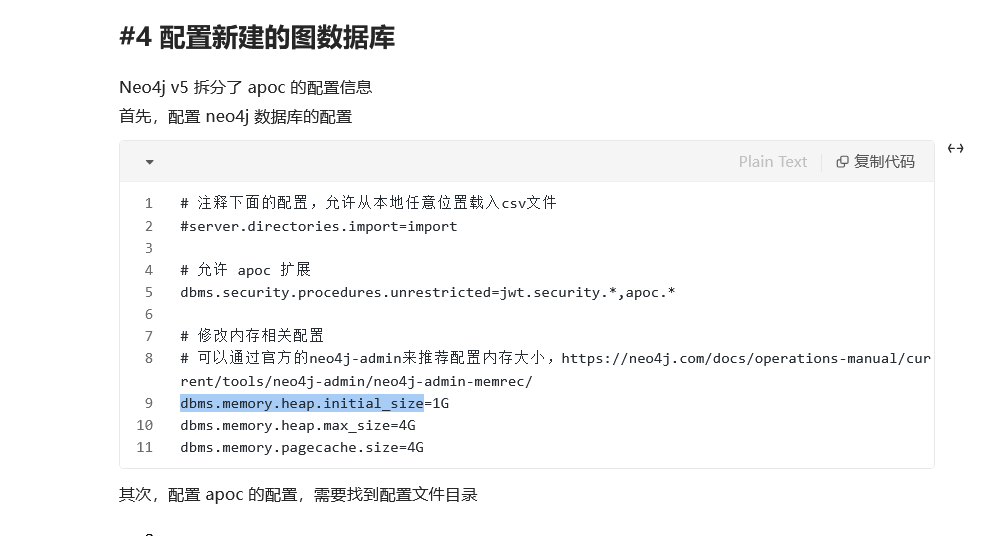 #4 配置新建的图数据库
Neo4j v5 拆分了 apoc 的配置信息
首先，配置 neo4j 数据库的配置
Plain Text
复制代码
1 # 注释下面的配置，允许从本地任意位置载入csv文件
2 #server.directories.import=import
3
4 # 允许 apoc 扩展
5 dbms.security.procedures.unrestricted=jwt.security.*,apoc.*
6
7 # 修改内存相关配置
8 # 可以通过官方的neo4j-admin来推荐配置内存大小，https://neo4j.com/docs/operations-manual/cur
rent/tools/neo4j-admin/neo4j-admin-memrec/
9 dbms.memory.heap.initial_size=1G
10 dbms.memory.heap.max_size=4G
11 dbms.memory.pagecache.size=4G
其次，配置 apoc 的配置，需要找到配置文件目录